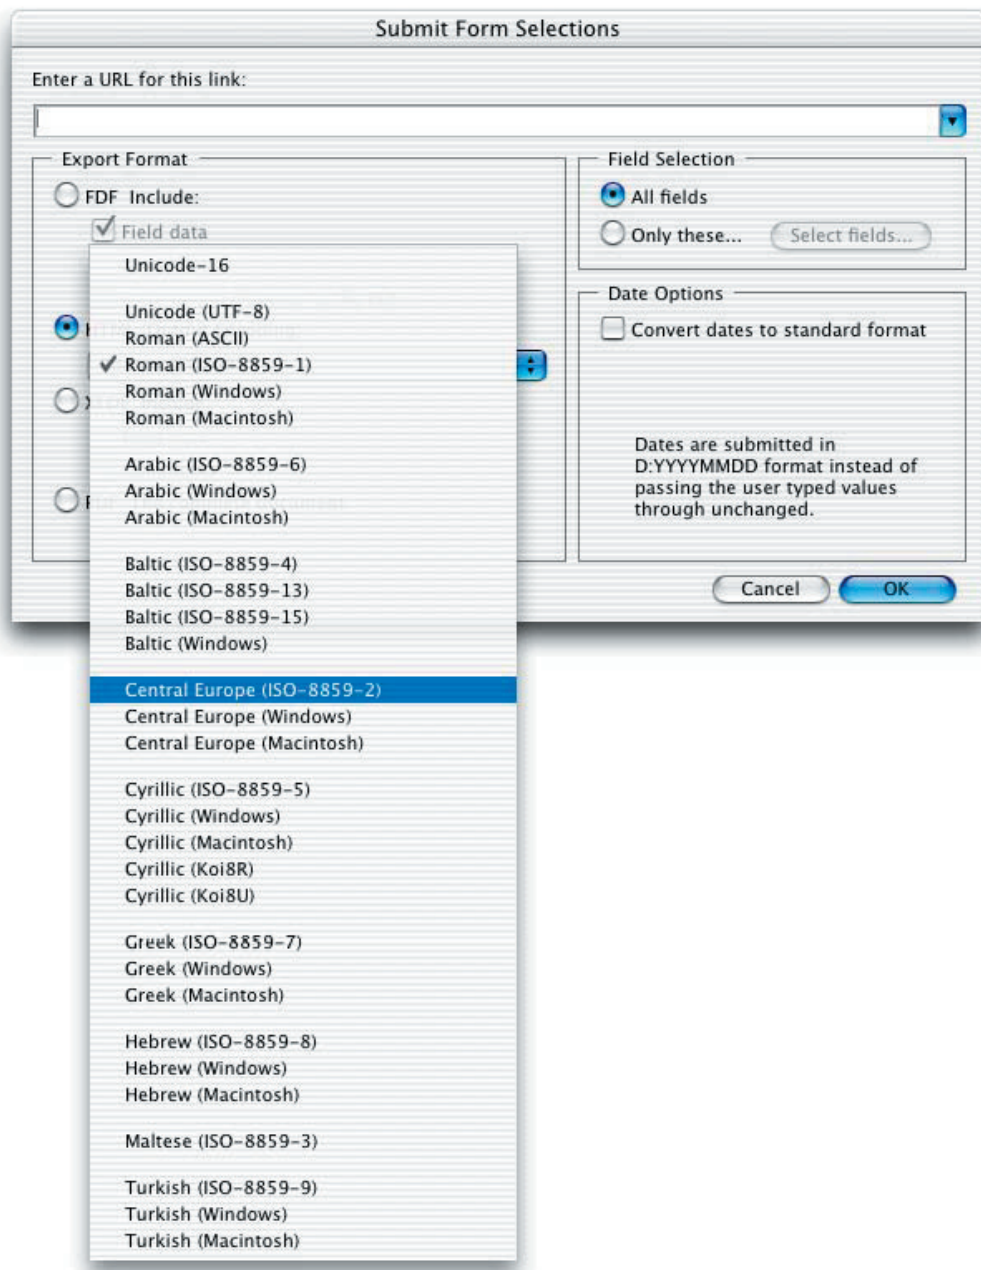 Submit Form Selections
Enter a URL for this link:
Export Format
FDF Include:
Field data
Unicode-16
Unicode (UTF-8)
Roman (ASCII)
Roman (ISO-8859-1)
Roman (Windows)
Roman (Macintosh)
Arabic (ISO-8859-6)
Arabic (Windows)
Arabic (Macintosh)
Baltic (ISO-8859-4)
Baltic (ISO-8859-13)
Baltic (ISO-8859-15)
Baltic (Windows)
Central Europe (ISO-8859-2)
Central Europe (Windows)
Central Europe (Macintosh)
Cyrillic (ISO-8859-5)
Cyrillic (Windows)
Cyrillic (Macintosh)
Cyrillic (Koi8R)
Cyrillic (Koi8U)
Greek (ISO-8859-7)
Greek (Windows)
Greek (Macintosh)
Hebrew (ISO-8859-8)
Hebrew (Windows)
Hebrew (Macintosh)
Maltese (ISO-8859-3)
Turkish (ISO-8859-9)
Turkish (Windows)
Turkish (Macintosh)
Field Selection
All fields
Only these...
Select fields...
Date Options
Convert dates to standard format
Dates are submitted in
D:YYYYMMDD format instead of
passing the user typed values
through unchanged.
Cancel
OK